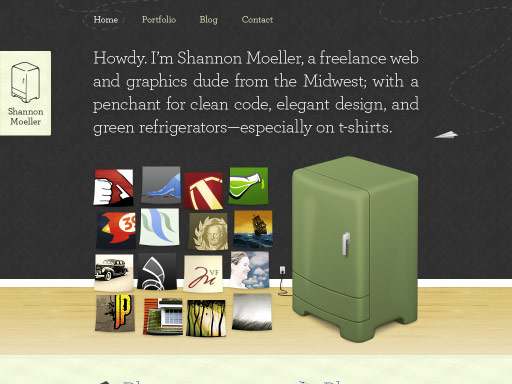 Home Portfolio Blog Contact
Howdy. I'm Shannon Moeller, a freelance web
and graphics dude from the Midwest; with a
penchant for clean code, elegant design, and
green refrigerators—especially on t-shirts.
Shannon
Moeller
VF